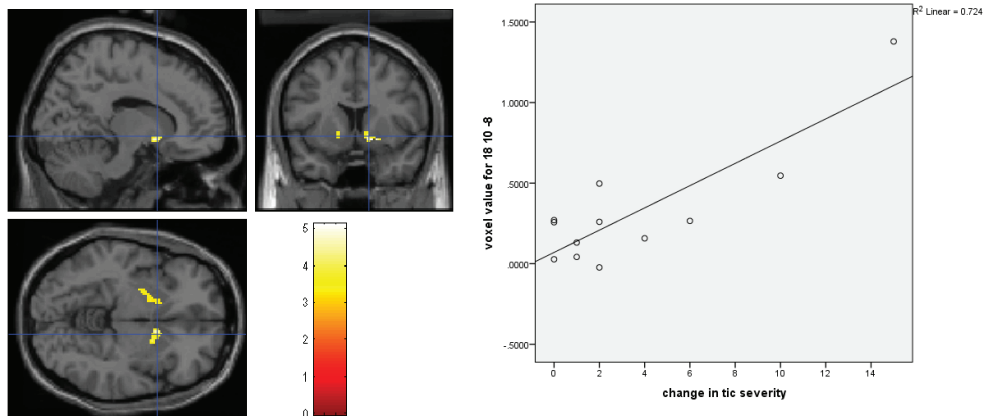 5
4
3
2
1
0
R² Linear = 0.724
1.5000
1.0000
.5000
.0000
-.5000
voxel value for 18 10 -8
0 2 4 6 8 10 12 14
change in tic severity